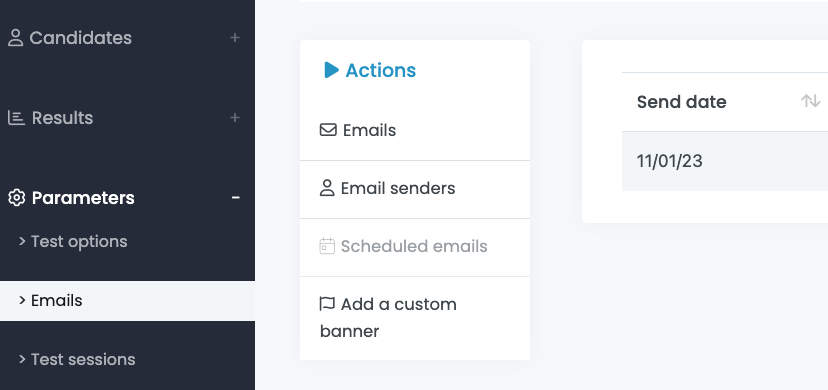 Candidates +
Results +
Parameters -
> Test options
> Emails
> Test sessions
Actions
Emails
Email senders
Scheduled emails
Add a custom
banner
Send date
11/01/23